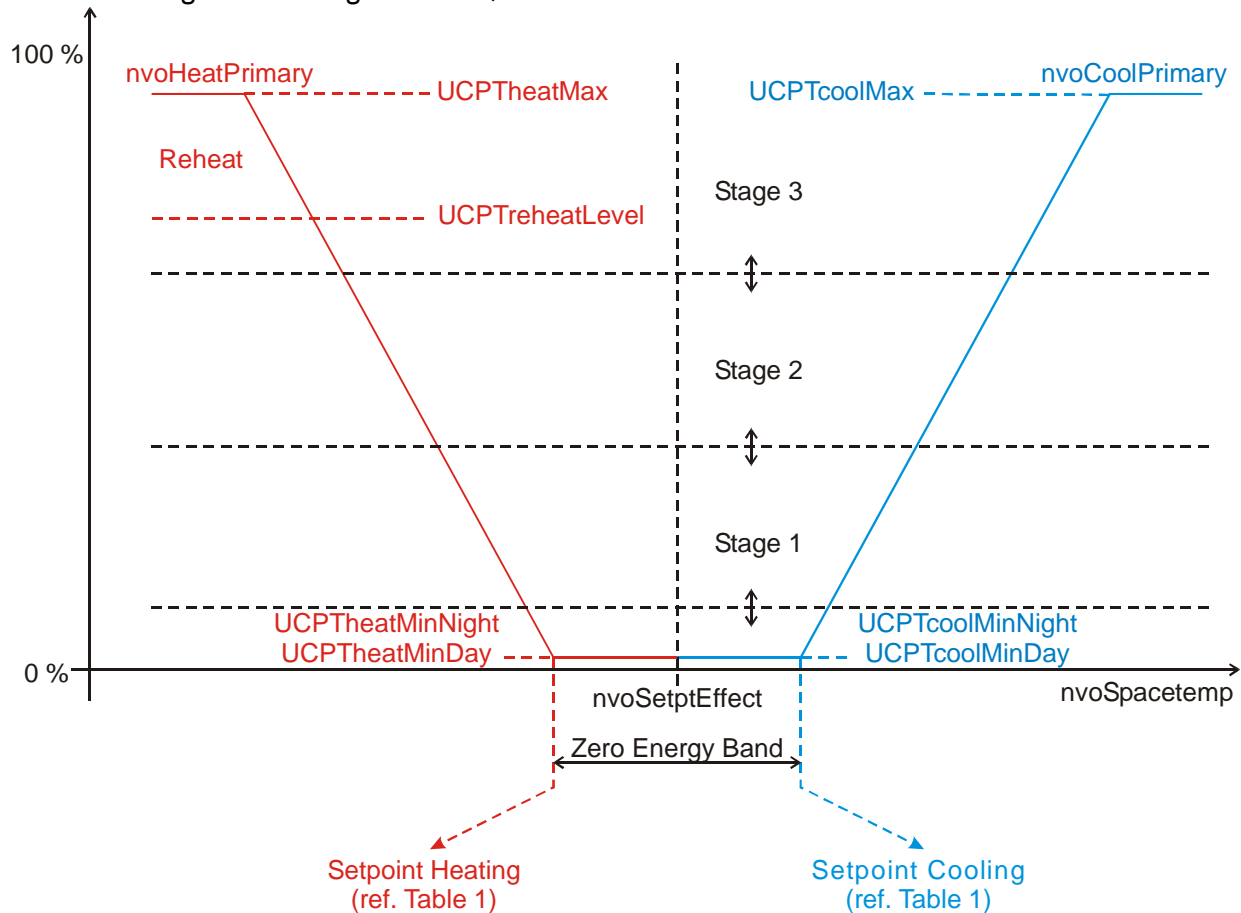 100 %
nvoHeatPrimary
nvoCoolPrimary
UCPTheatMax
UCPTcoolMax
Reheat
Stage 3
UCPTreheatLevel
Stage 2
Stage 1
UCPTheatMinNight
UCPTcoolMinNight
UCPTheatMinDay
UCPTcoolMinDay
0 %
nvoSetptEffect
nvoSpacetemp
Zero Energy Band
Setpoint Heating
(ref. Table 1)
Setpoint Cooling
(ref. Table 1)